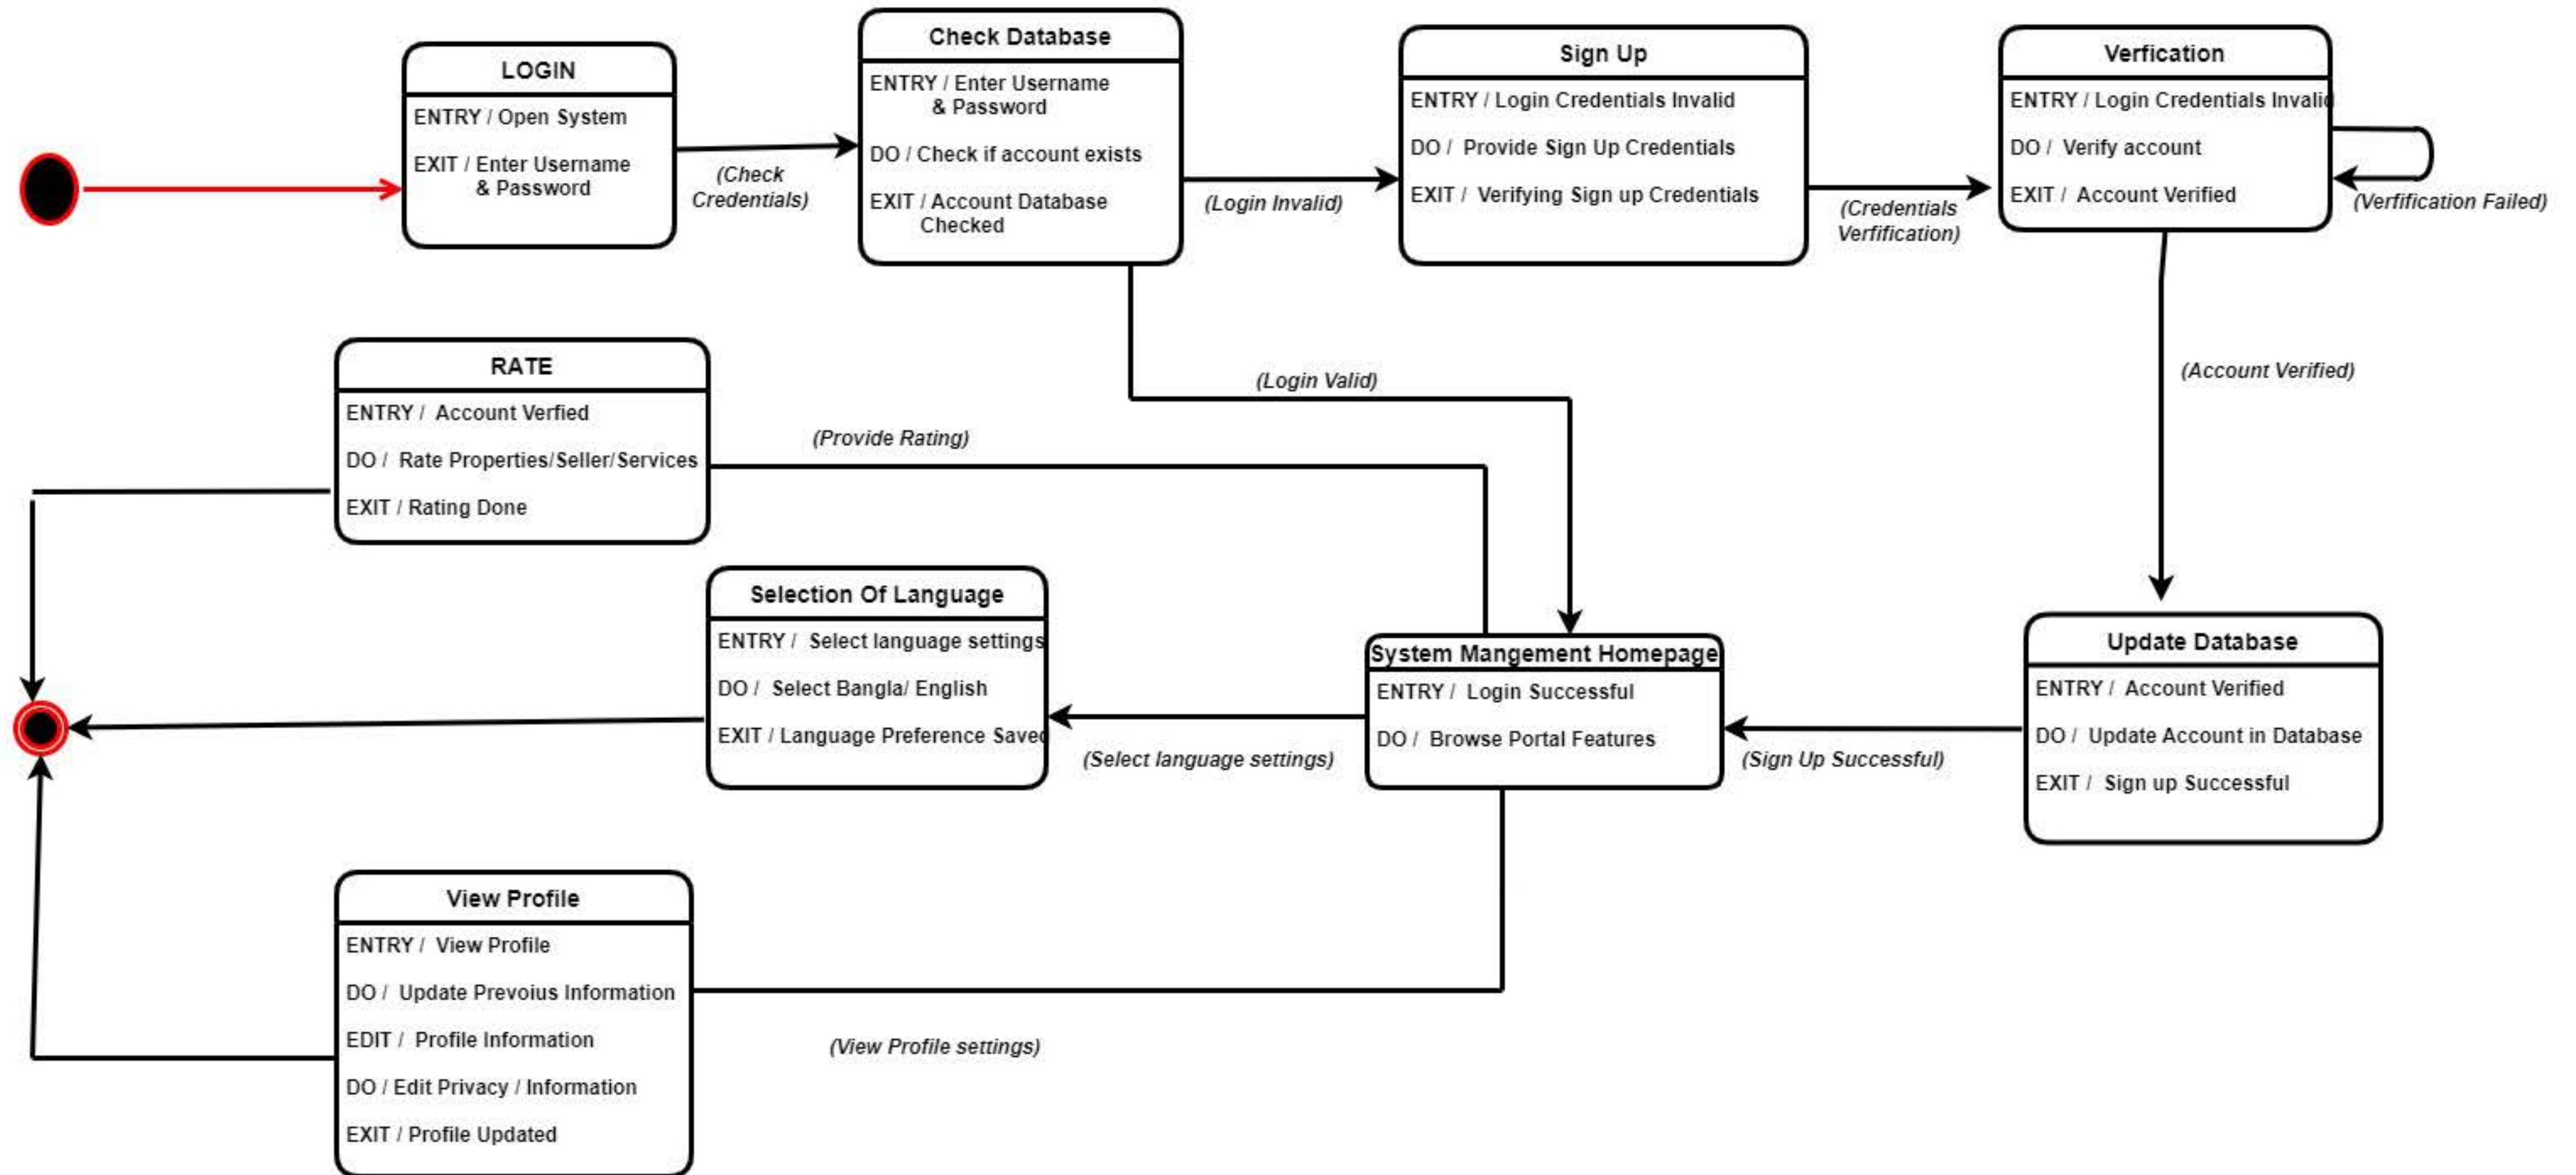 LOGIN
ENTRY / Open System
EXIT / Enter Username
& Password
(Check
Credentials)
Check Database
ENTRY / Enter Username
& Password
DO / Check if account exists
EXIT / Account Database
Checked
(Login Invalid)
Sign Up
ENTRY / Login Credentials Invalid
DO / Provide Sign Up Credentials
EXIT / Verifying Sign up Credentials
(Credentials
Verfification)
Verfication
ENTRY / Login Credentials Invalid
DO / Verify account
EXIT / Account Verified
(Verfification Failed)
(Account Verified)
(Login Valid)
RATE
ENTRY / Account Verfied
DO / Rate Properties/Seller/Services
EXIT / Rating Done
(Provide Rating)
Selection Of Language
ENTRY / Select language settings
DO / Select Bangla/ English
EXIT / Language Preference Saved
(Select language settings)
System Mangement Homepage
ENTRY / Login Successful
DO / Browse Portal Features
(Sign Up Successful)
Update Database
ENTRY / Account Verified
DO / Update Account in Database
EXIT / Sign up Successful
View Profile
ENTRY / View Profile
DO / Update Prevoius Information
EDIT / Profile Information
DO / Edit Privacy / Information
EXIT / Profile Updated
(View Profile settings)